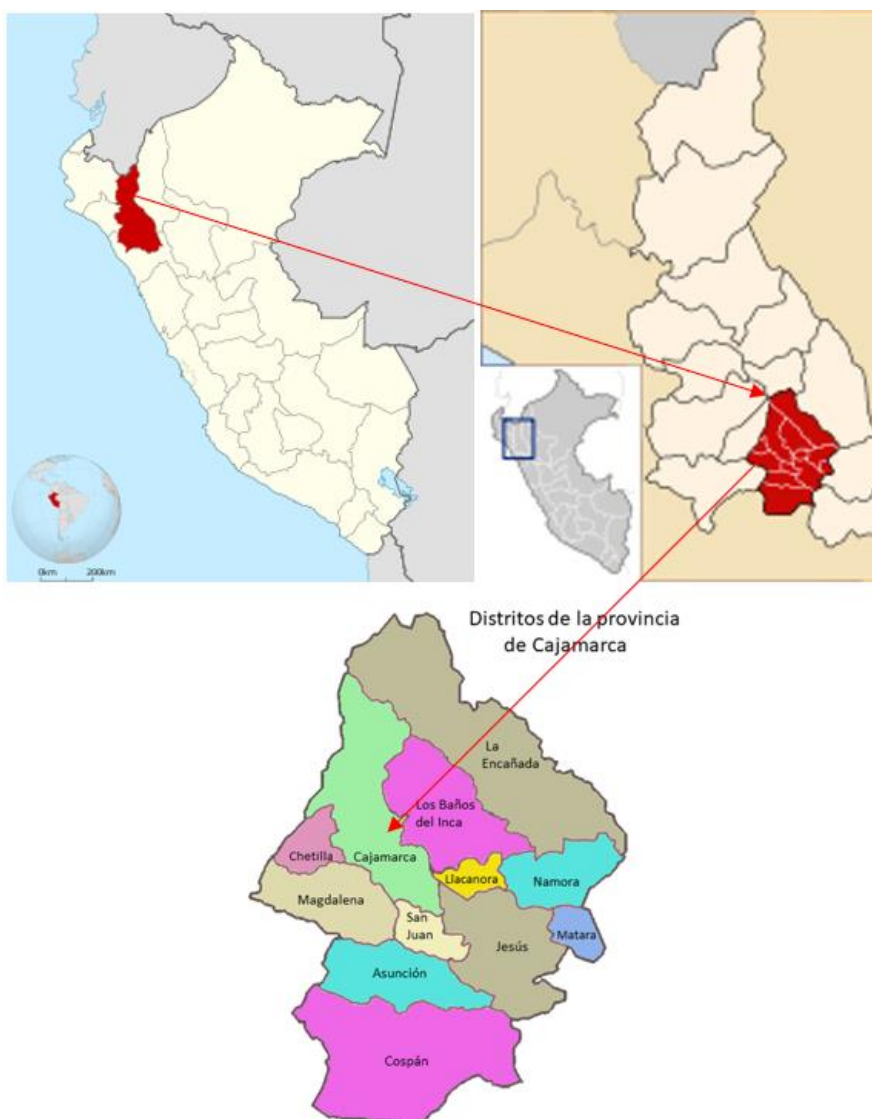 0km 200km
Distritos de la provincia
de Cajamarca
La
Encañada
Los Baños
del Inca
Chetilla
Cajamarca
Llacanora
Namora
Magdalena
San
Juan
Jesús
Matara
Asunción
Cospán